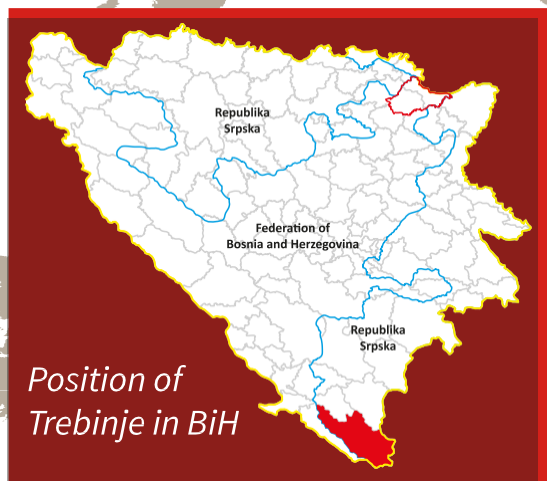 Republika
Srpska
Federation of
Bosnia and Herzegovina
Republika
Srpska
Position of
Trebinje in BiH